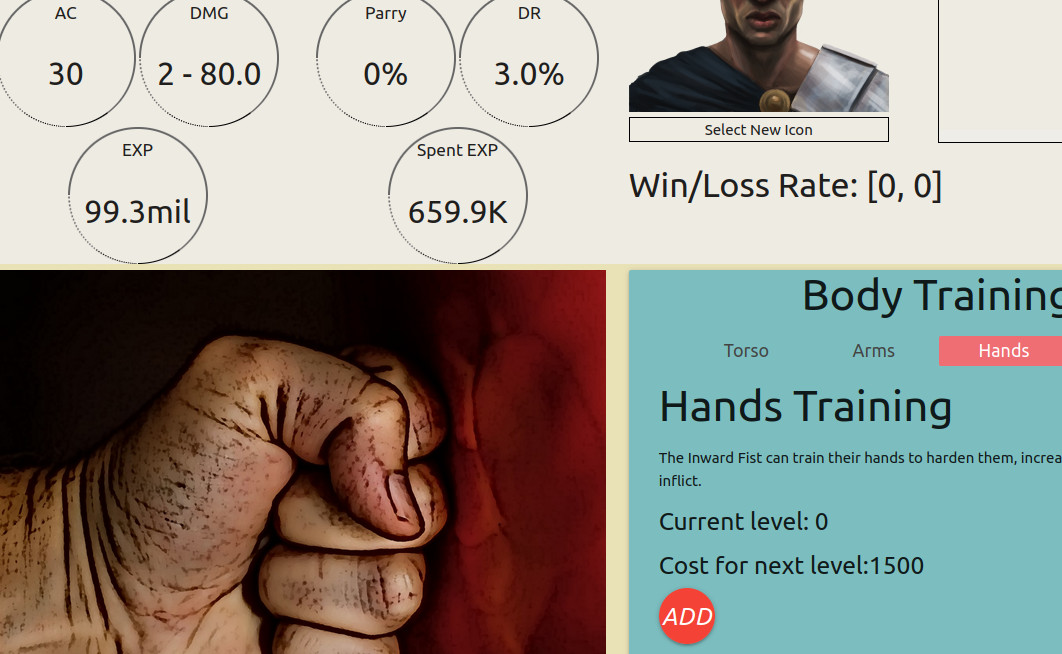 AC
DMG
Parry
DR
30
2 - 80.0
0%
3.0%
EXP
Spent EXP
99.3mil
659.9K
Select New Icon
Win/Loss Rate: [0, 0]
Body Training
Torso
Arms
Hands
Hands Training
The Inward Fist can train their hands to harden them, increa
inflict.
Current level: 0
Cost for next level:1500
ADD